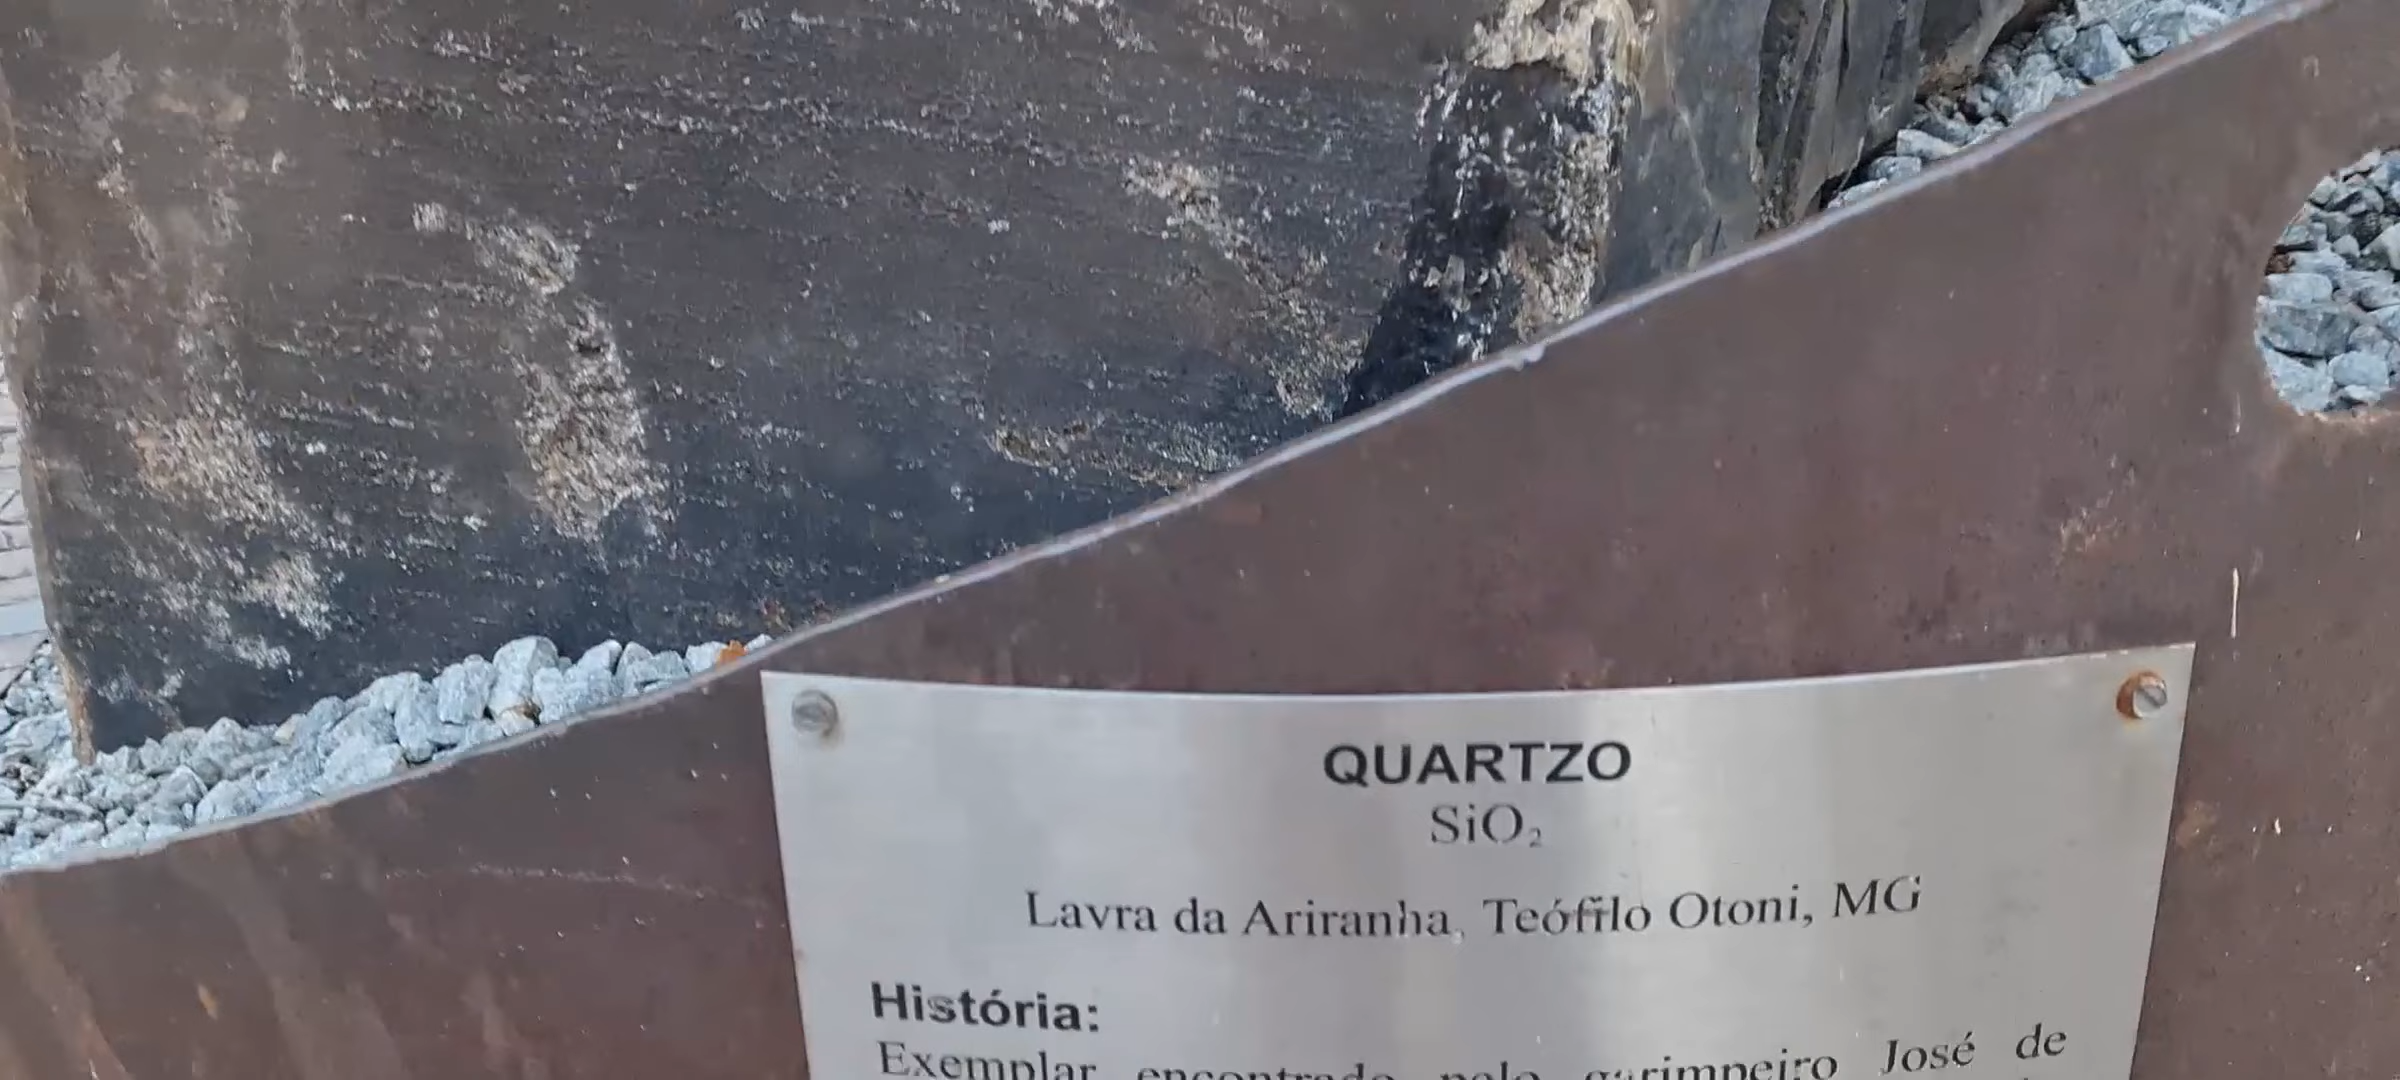 QUARTZO
SiO₂
Lavra da Ariranha, Teófilo Otoni, MG
História:
Exemplar encontrado pelo garimpeiro José de